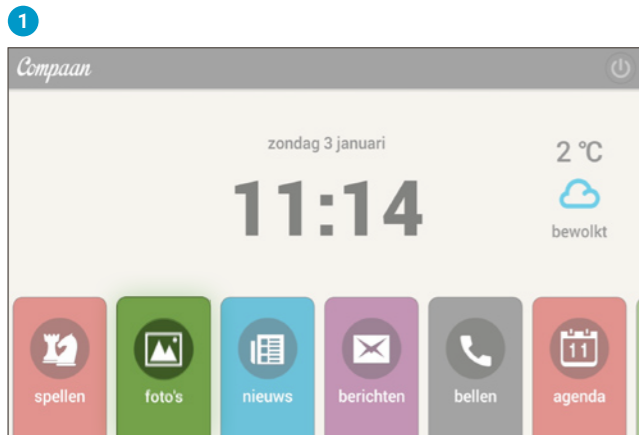 1
Compaan
zondag 3 januari
2 °C
11:14
bewolkt
11
spellen
foto's
nieuws
berichten
bellen
agenda